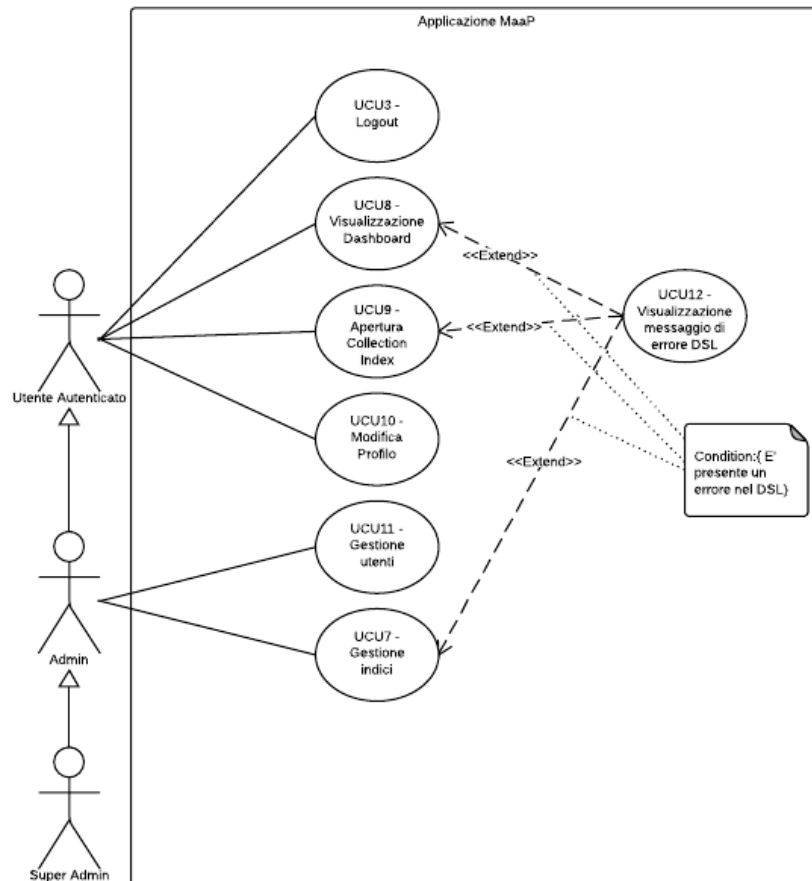 Applicazione MaaP
UCU3 -
Logout
UCU8 -
Visualizzazione
Dashboard
<<Extend>>
UCU9 -
Apertura
Collection
Index
<<Extend>>
UCU12 -
Visualizzazione
messaggio di
errore DSL
Utente Autenticato
UCU10 -
Modifica
Profilo
<<Extend>>
Condition:{ E'
presente un
errore nel DSL}
UCU11 -
Gestione
utenti
Admin
UCU7 -
Gestione
indici
Super Admin